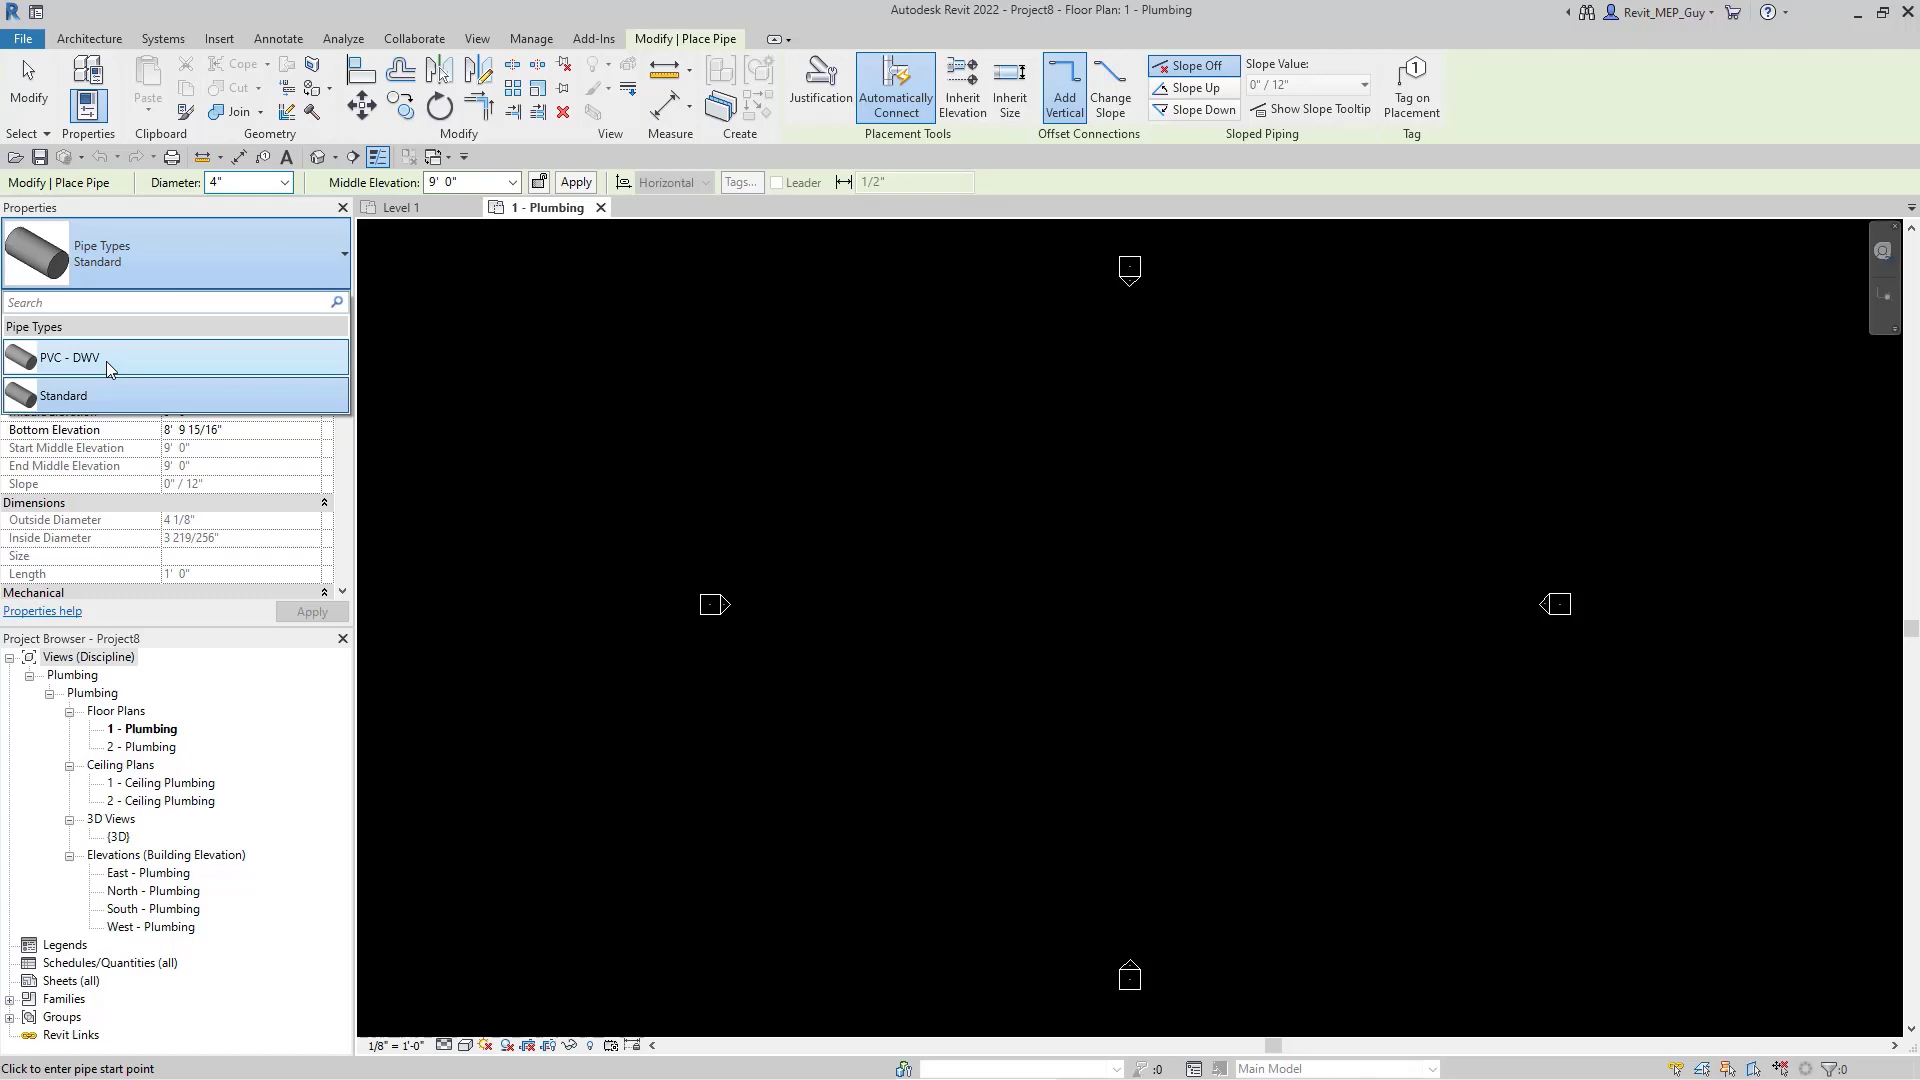 Autodesk Revit 2022 - Project8 - Floor Plan: 1 - Plumbing
Revit_MEP_Guy
File Architecture Systems Insert Annotate Analyze Collaborate View Manage Add-Ins Modify | Place Pipe
Modify
Paste
Cope
Cut
Join
Justification
Automatically Connect
Inherit Elevation
Inherit Size
Add Vertical
Change Slope
Slope Off
Slope Up
Slope Down
Slope Value:
0" / 12"
Show Slope Tooltip
Tag on Placement
Select Properties Clipboard Geometry Modify View Measure Create Placement Tools Offset Connections Sloped Piping Tag
Modify | Place Pipe Diameter: 4" Middle Elevation: 9' 0" Apply Horizontal Tags... Leader 1/2"
Properties
Level 1
1 - Plumbing
Pipe Types
Standard
Search
Pipe Types
PVC - DWV
Standard
Bottom Elevation 8' 9 15/16"
Start Middle Elevation 9' 0"
End Middle Elevation 9' 0"
Slope 0" / 12"
Dimensions
Outside Diameter 4 1/8"
Inside Diameter 3 219/256"
Size
Length 1' 0"
Mechanical
Properties help Apply
Project Browser - Project8
Views (Discipline)
Plumbing
Plumbing
Floor Plans
1 - Plumbing
2 - Plumbing
Ceiling Plans
1 - Ceiling Plumbing
2 - Ceiling Plumbing
3D Views
{3D}
Elevations (Building Elevation)
East - Plumbing
North - Plumbing
South - Plumbing
West - Plumbing
Legends
Schedules/Quantities (all)
Sheets (all)
Families
Groups
Revit Links
1/8" = 1'-0"
Click to enter pipe start point
:0
Main Model
:0